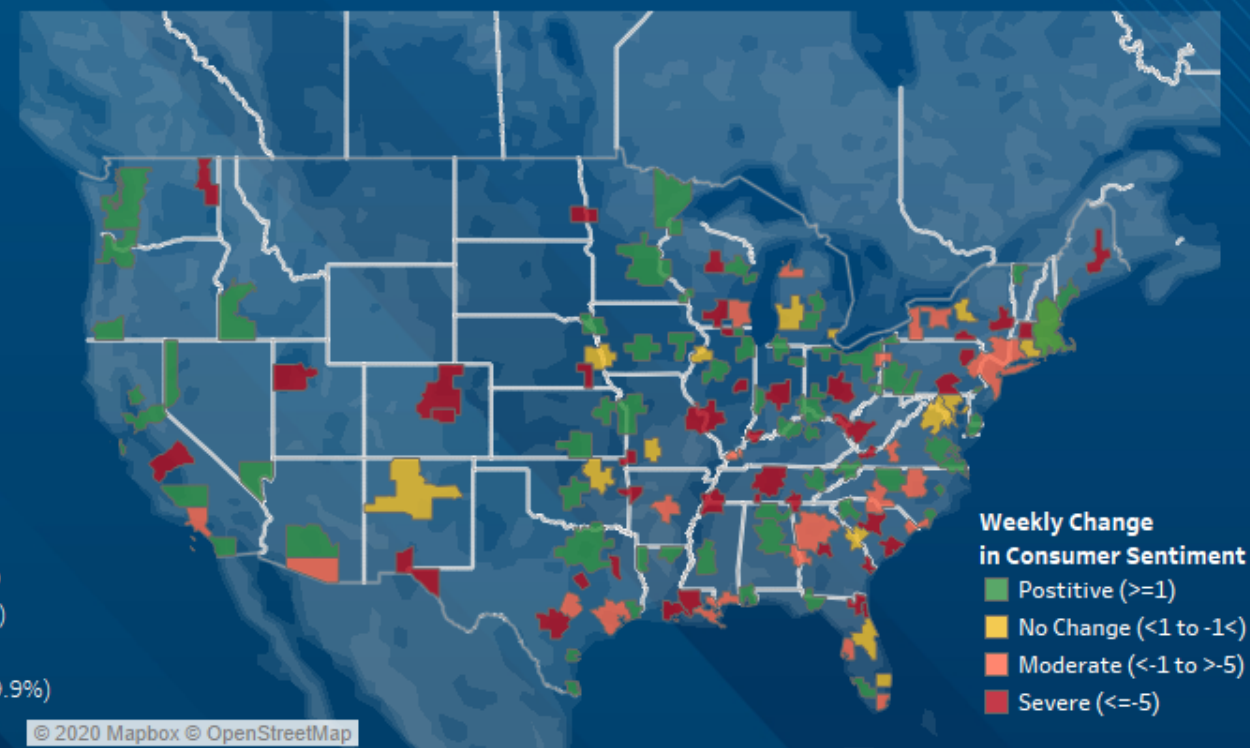 Weekly Change
in Consumer Sentiment
Postitive (>=1)
No Change (<1 to -1<)
Moderate (<-1 to >-5)
Severe (<=-5)
)
)
.9%)
© 2020 Mapbox © OpenStreetMap